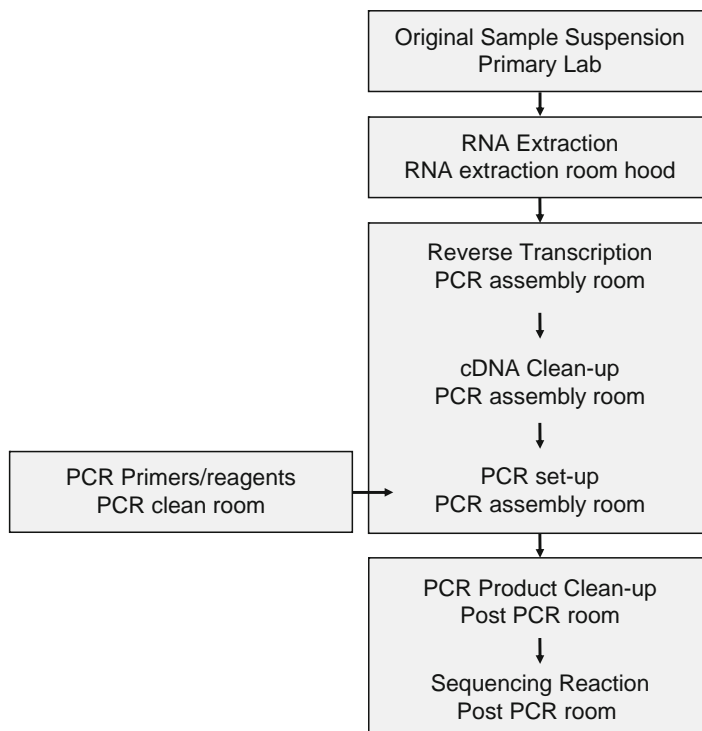 Original Sample Suspension
Primary Lab
RNA Extraction
RNA extraction room hood
Reverse Transcription
PCR assembly room
cDNA Clean-up
PCR assembly room
PCR Primers/reagents
PCR clean room
PCR set-up
PCR assembly room
PCR Product Clean-up
Post PCR room
Sequencing Reaction
Post PCR room